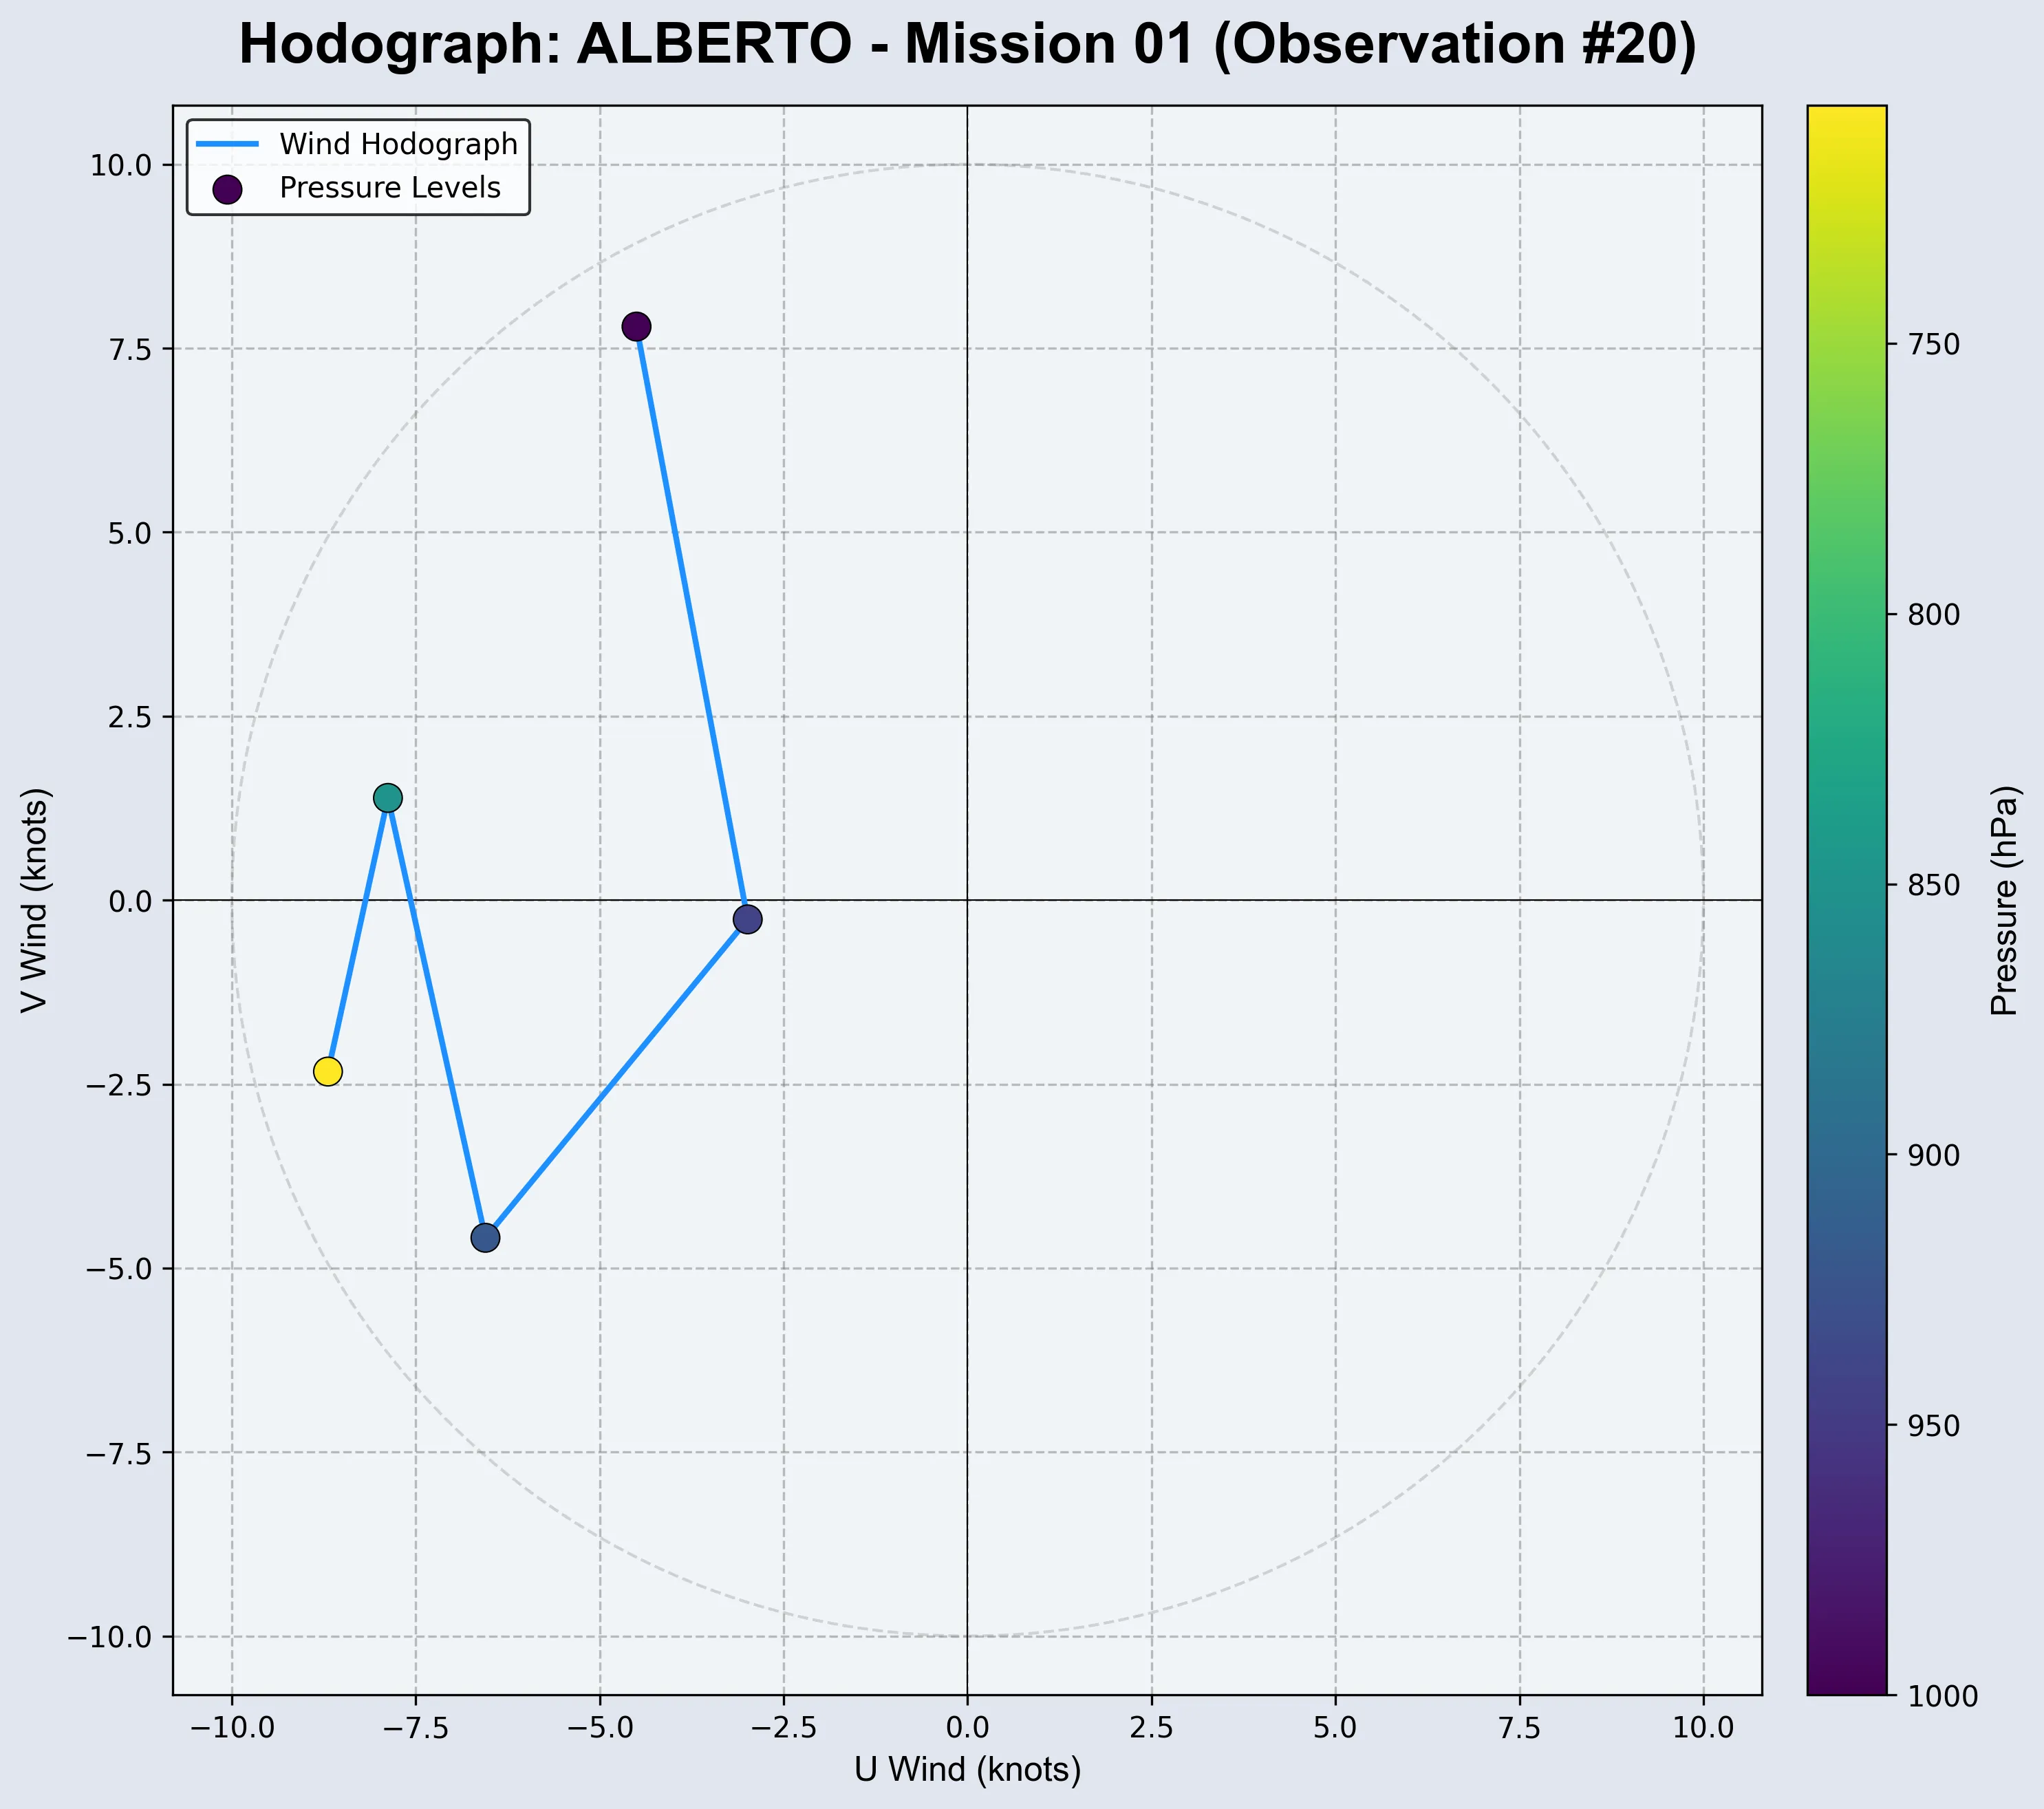 Hodograph: ALBERTO - Mission 01 (Observation #20)
Wind Hodograph
Pressure Levels
10.0
7.5
5.0
2.5
0.0
−2.5
−5.0
−7.5
−10.0
V Wind (knots)
−10.0 −7.5 −5.0 −2.5 0.0 2.5 5.0 7.5 10.0
U Wind (knots)
750
800
850
900
950
1000
Pressure (hPa)